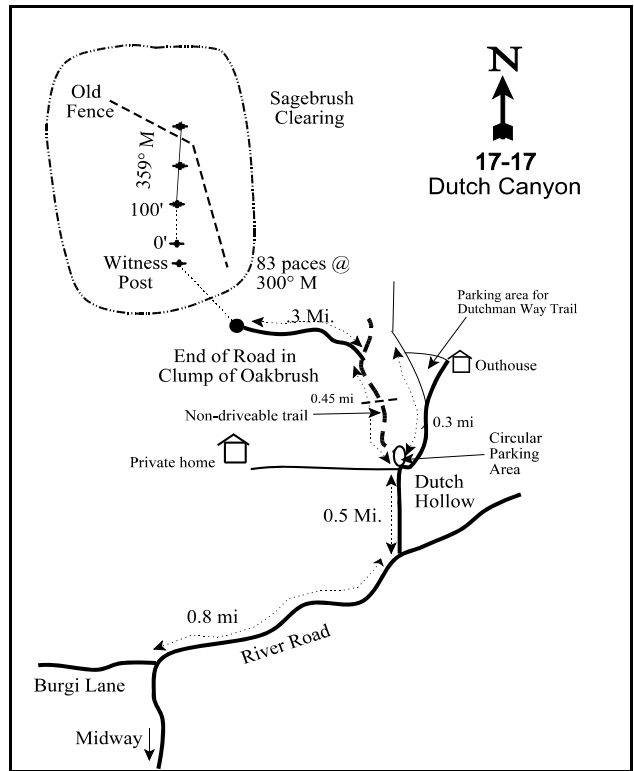 N
17-17
Dutch Canyon
Old
Fence
Sagebrush
Clearing
359° M
100'
0'
Witness
Post
83 paces @
300° M
.3 Mi.
End of Road in
Clump of Oakbrush
Parking area for
Dutchman Way Trail
Outhouse
0.45 mi
Non-driveable trail
0.3 mi
Private home
Circular
Parking
Area
Dutch
Hollow
0.5 Mi.
0.8 mi
River Road
Burgi Lane
Midway